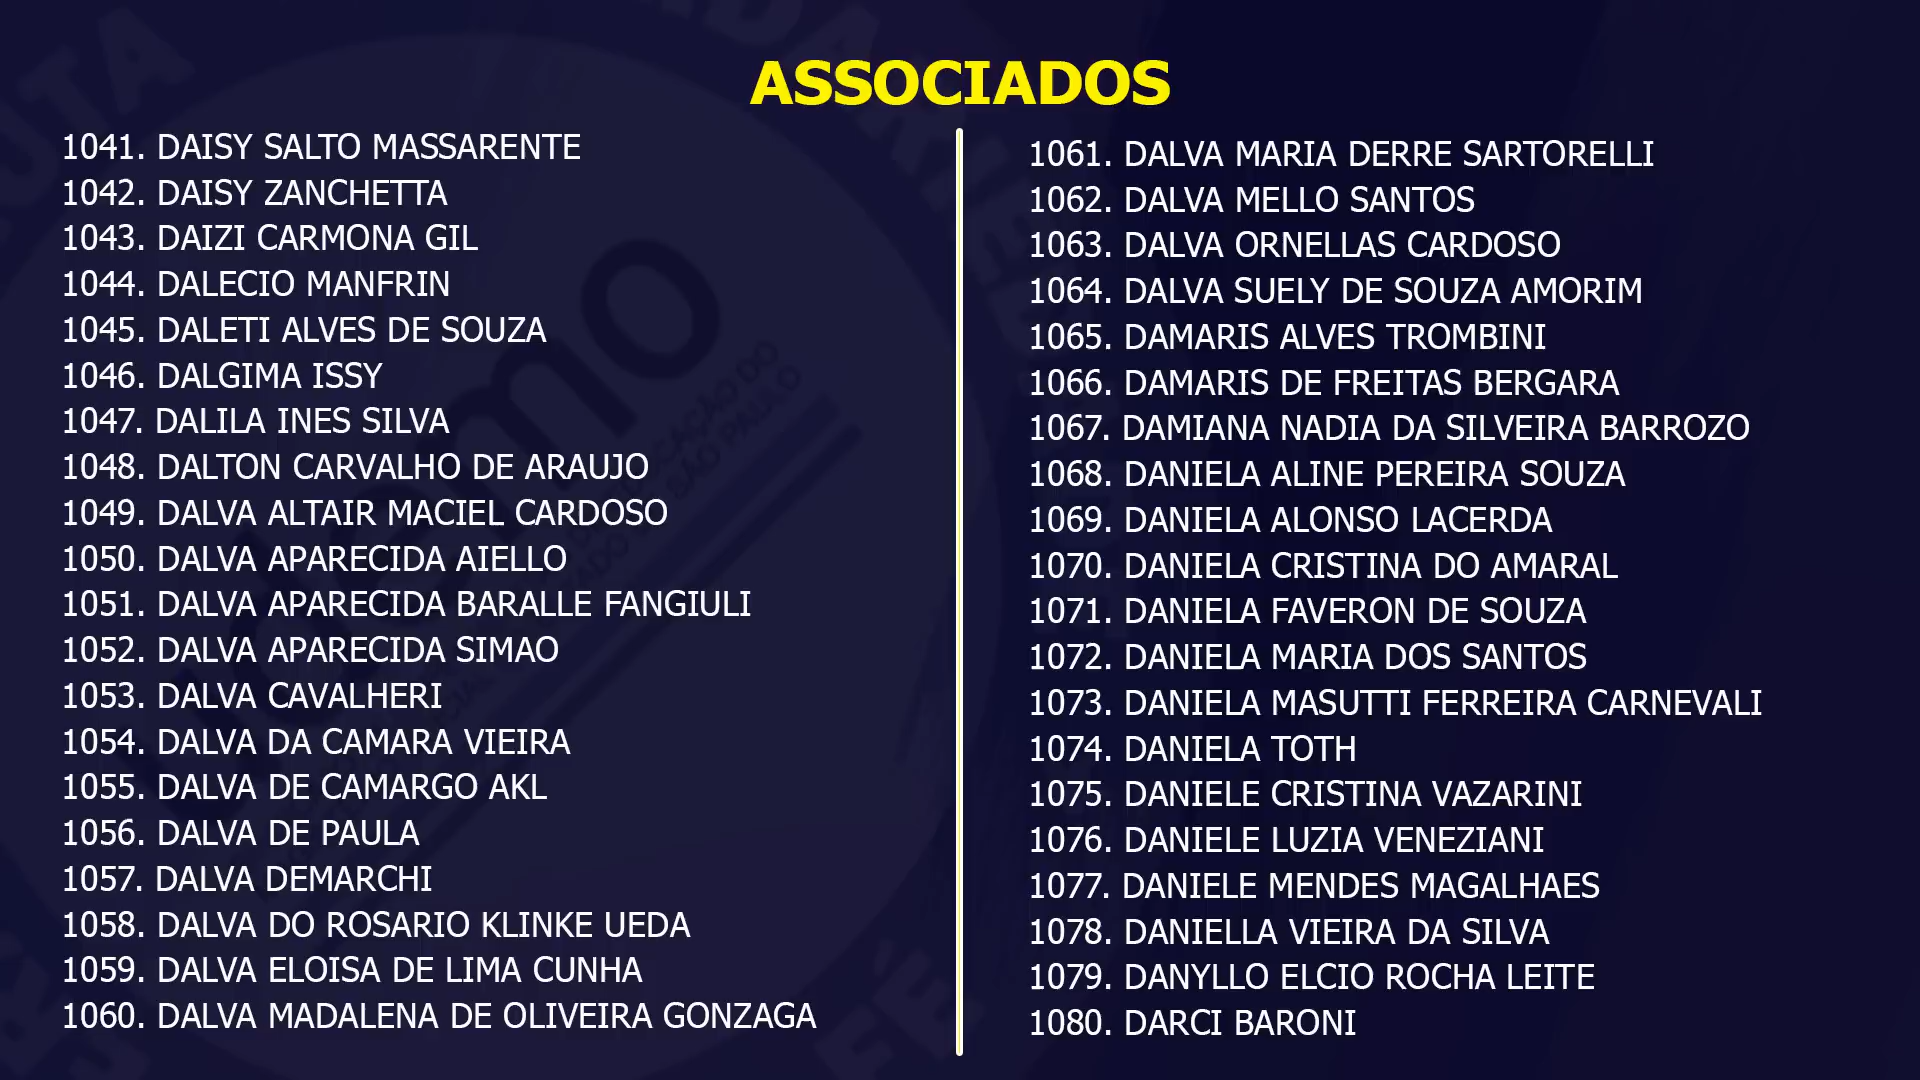 ASSOCIADOS
1041. DAISY SALTO MASSARENTE
1042. DAISY ZANCHETTA
1043. DAIZI CARMONA GIL
1044. DALECIO MANFRIN
1045. DALETI ALVES DE SOUZA
1046. DALGIMA ISSY
1047. DALILA INES SILVA
1048. DALTON CARVALHO DE ARAUJO
1049. DALVA ALTAIR MACIEL CARDOSO
1050. DALVA APARECIDA AIELLO
1051. DALVA APARECIDA BARALLE FANGIULI
1052. DALVA APARECIDA SIMAO
1053. DALVA CAVALHERI
1054. DALVA DA CAMARA VIEIRA
1055. DALVA DE CAMARGO AKL
1056. DALVA DE PAULA
1057. DALVA DEMARCHI
1058. DALVA DO ROSARIO KLINKE UEDA
1059. DALVA ELOISA DE LIMA CUNHA
1060. DALVA MADALENA DE OLIVEIRA GONZAGA
1061. DALVA MARIA DERRE SARTORELLI
1062. DALVA MELLO SANTOS
1063. DALVA ORNELLAS CARDOSO
1064. DALVA SUELY DE SOUZA AMORIM
1065. DAMARIS ALVES TROMBINI
1066. DAMARIS DE FREITAS BERGARA
1067. DAMIANA NADIA DA SILVEIRA BARROZO
1068. DANIELA ALINE PEREIRA SOUZA
1069. DANIELA ALONSO LACERDA
1070. DANIELA CRISTINA DO AMARAL
1071. DANIELA FAVERON DE SOUZA
1072. DANIELA MARIA DOS SANTOS
1073. DANIELA MASUTTI FERREIRA CARNEVALI
1074. DANIELA TOTH
1075. DANIELE CRISTINA VAZARINI
1076. DANIELE LUZIA VENEZIANI
1077. DANIELE MENDES MAGALHAES
1078. DANIELLA VIEIRA DA SILVA
1079. DANYLLO ELCIO ROCHA LEITE
1080. DARCI BARONI